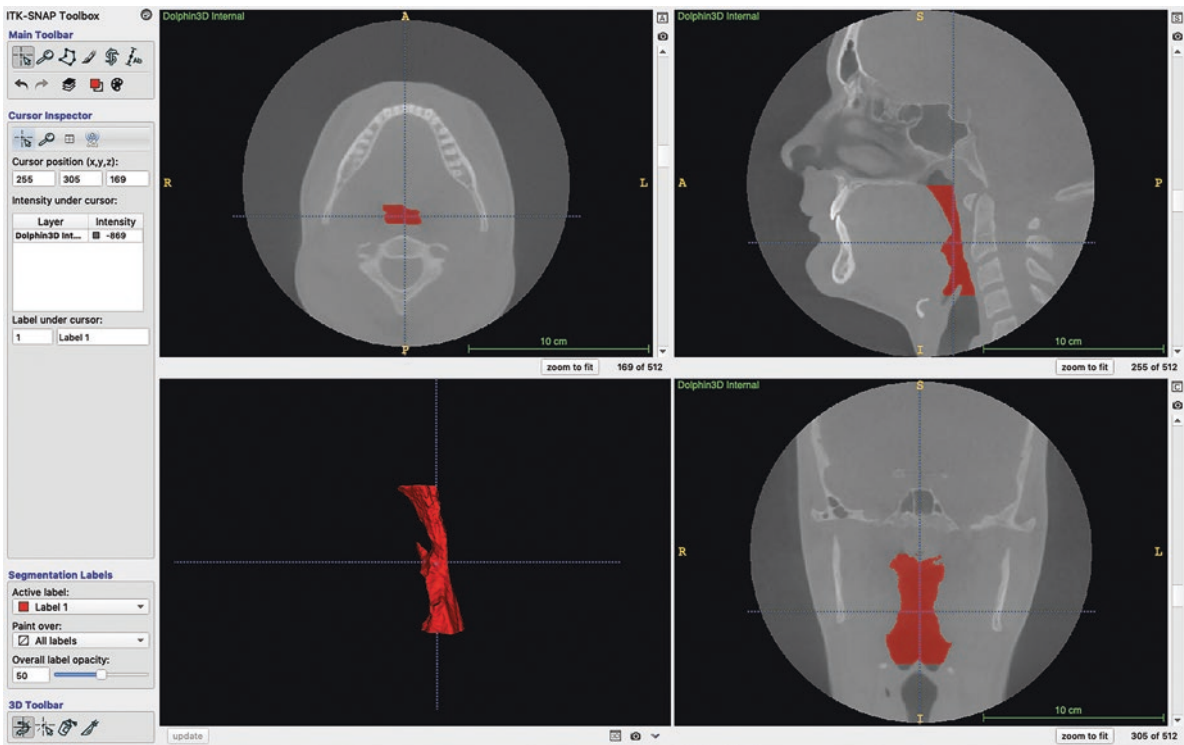 ITK-SNAP Toolbox
Main Toolbar
Ab
Cursor Inspector
Cursor position (x,y,z):
255 305 169
Intensity under cursor:
Layer Intensity
Dolphin3D Int... -869
Label under cursor:
1 Label 1
Segmentation Labels
Active label:
Label 1
Paint over:
All labels
Overall label opacity:
50
3D Toolbar
Dolphin3D Internal
A
R
L
P
10 cm
A
zoom to fit 169 of 512
Dolphin3D Internal
S
A
P
I
10 cm
S
zoom to fit 255 of 512
update
Dolphin3D Internal
S
R
L
I
10 cm
C
zoom to fit 305 of 512